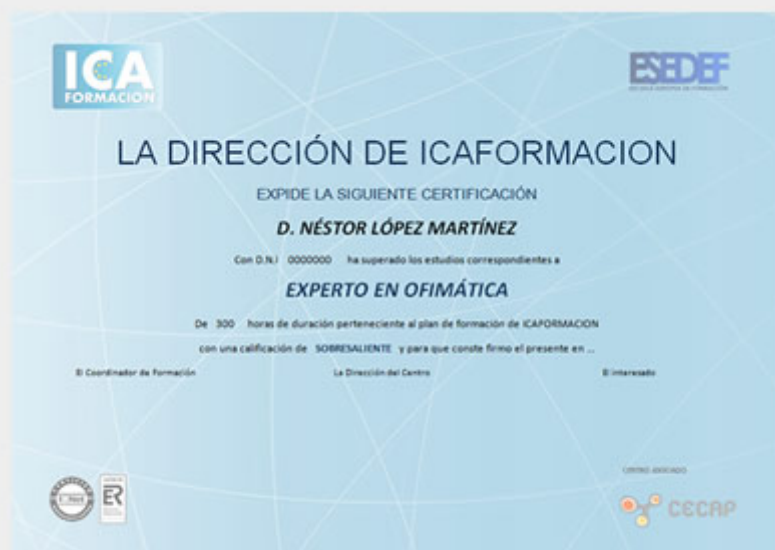 ICA
FORMACION
ESEDEF
LA DIRECCIÓN DE ICAFORMACION
EXPIDE LA SIGUIENTE CERTIFICACIÓN
D. NÉSTOR LÓPEZ MARTÍNEZ
Con D.N.I 0000000 ha superado los estudios correspondientes a
EXPERTO EN OFIMÁTICA
De 300 horas de duración perteneciente al plan de formación de ICAFORMACION
con una calificación de SOBRESALIENTE y para que conste firmo el presente en ...
El Coordinador de Formación La Dirección del Centro El interesado
CENTRO ASOCIADO
ER
CECAP